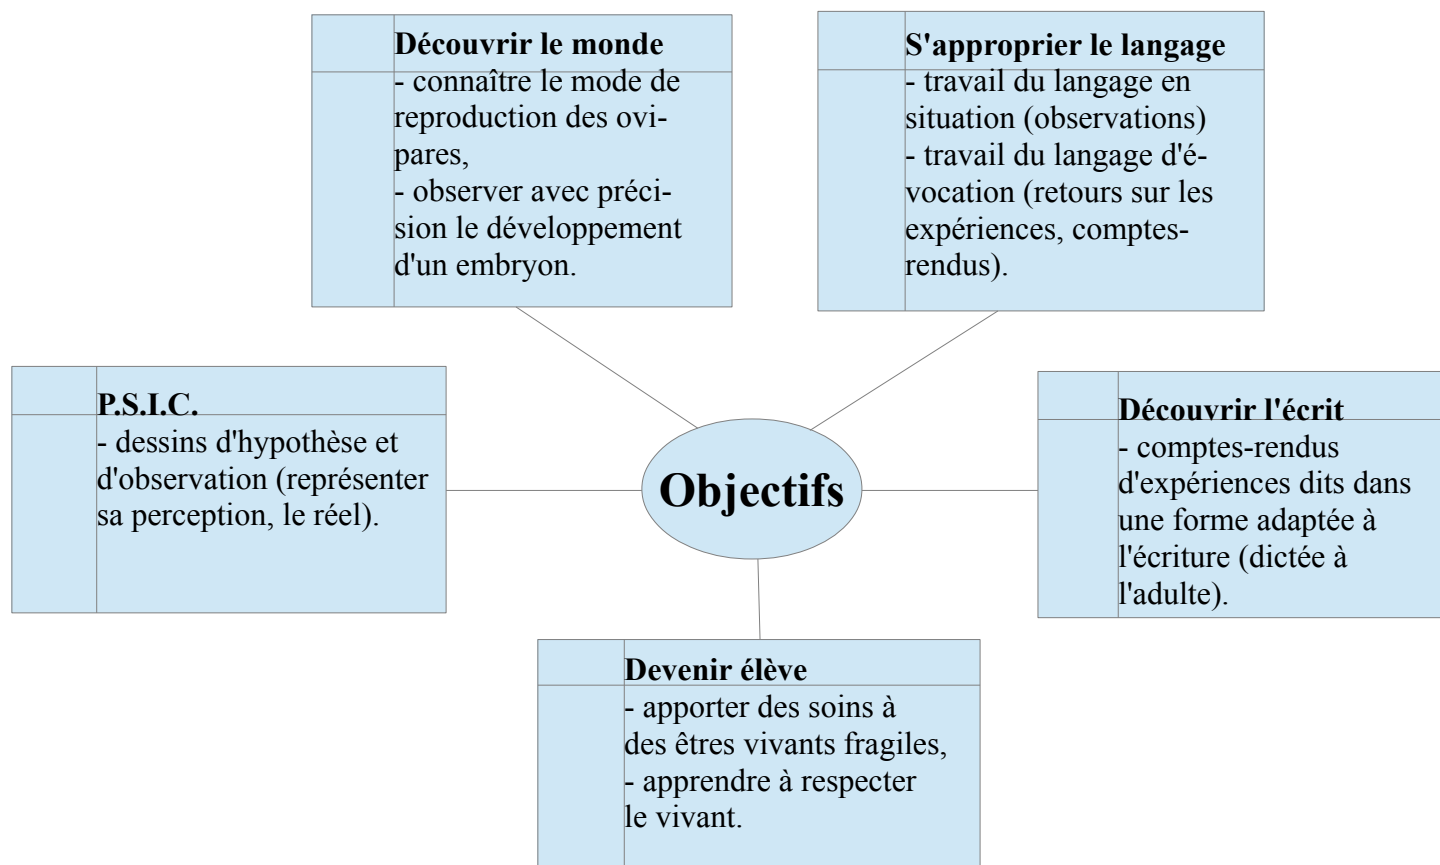 Découvrir le monde
- connaître le mode de
reproduction des ovi-
pares,
- observer avec préci-
sion le développement
d'un embryon.
S'approprier le langage
- travail du langage en
situation (observations)
- travail du langage d'é-
vocation (retours sur les
expériences, comptes-
rendus).
P.S.I.C.
- dessins d'hypothèse et
d'observation (représenter
sa perception, le réel).
Objectifs
Découvrir l'écrit
- comptes-rendus
d'expériences dits dans
une forme adaptée à
l'écriture (dictée à
l'adulte).
Devenir élève
- apporter des soins à
des êtres vivants fragiles,
- apprendre à respecter
le vivant.